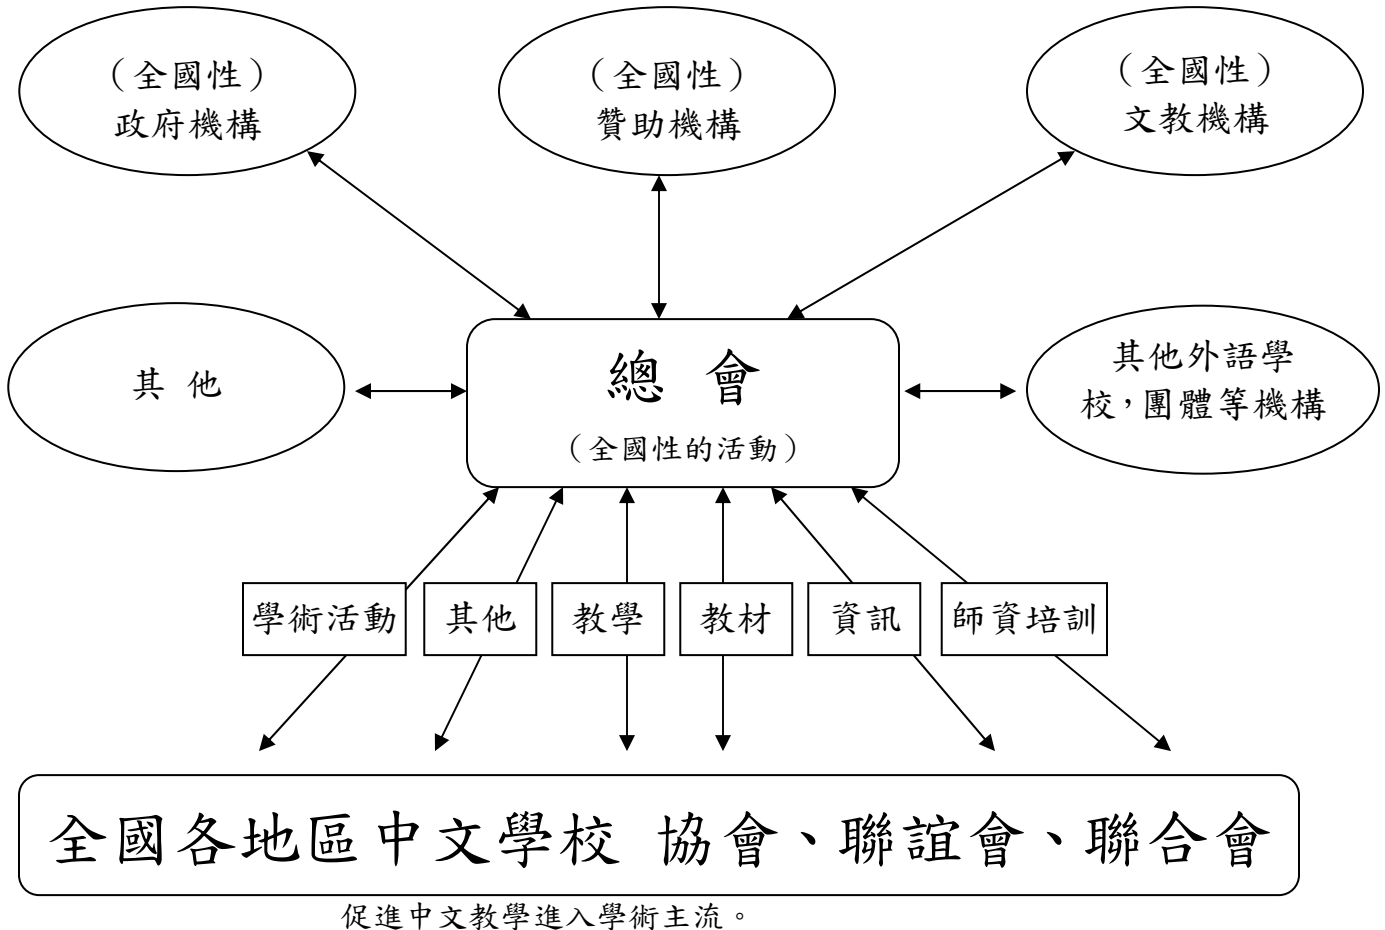 （全國性）
政府機構
（全國性）
贊助機構
（全國性）
文教機構
其 他
總 會
（全國性的活動）
其他外語學
校，團體等機構
學術活動
其他
教學
教材
資訊
師資培訓
全國各地區中文學校 協會、聯誼會、聯合會
促進中文教學進入學術主流。